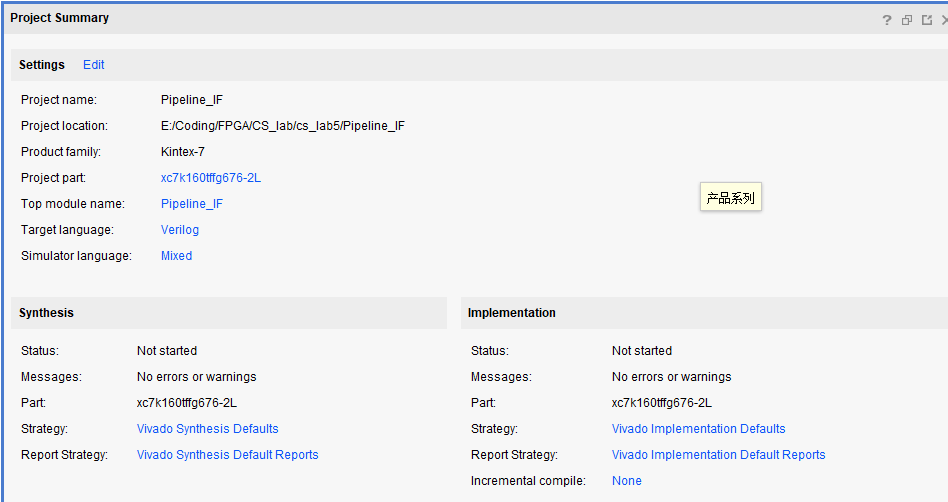 Project Summary
?
Settings Edit
Project name: Pipeline_IF
Project location: E:/Coding/FPGA/CS_lab/cs_lab5/Pipeline_IF
Product family: Kintex-7
Project part: xc7k160tffg676-2L
产品系列
Top module name: Pipeline_IF
Target language: Verilog
Simulator language: Mixed
Synthesis
Status: Not started
Messages: No errors or warnings
Part: xc7k160tffg676-2L
Strategy: Vivado Synthesis Defaults
Report Strategy: Vivado Synthesis Default Reports
Implementation
Status: Not started
Messages: No errors or warnings
Part: xc7k160tffg676-2L
Strategy: Vivado Implementation Defaults
Report Strategy: Vivado Implementation Default Reports
Incremental compile: None